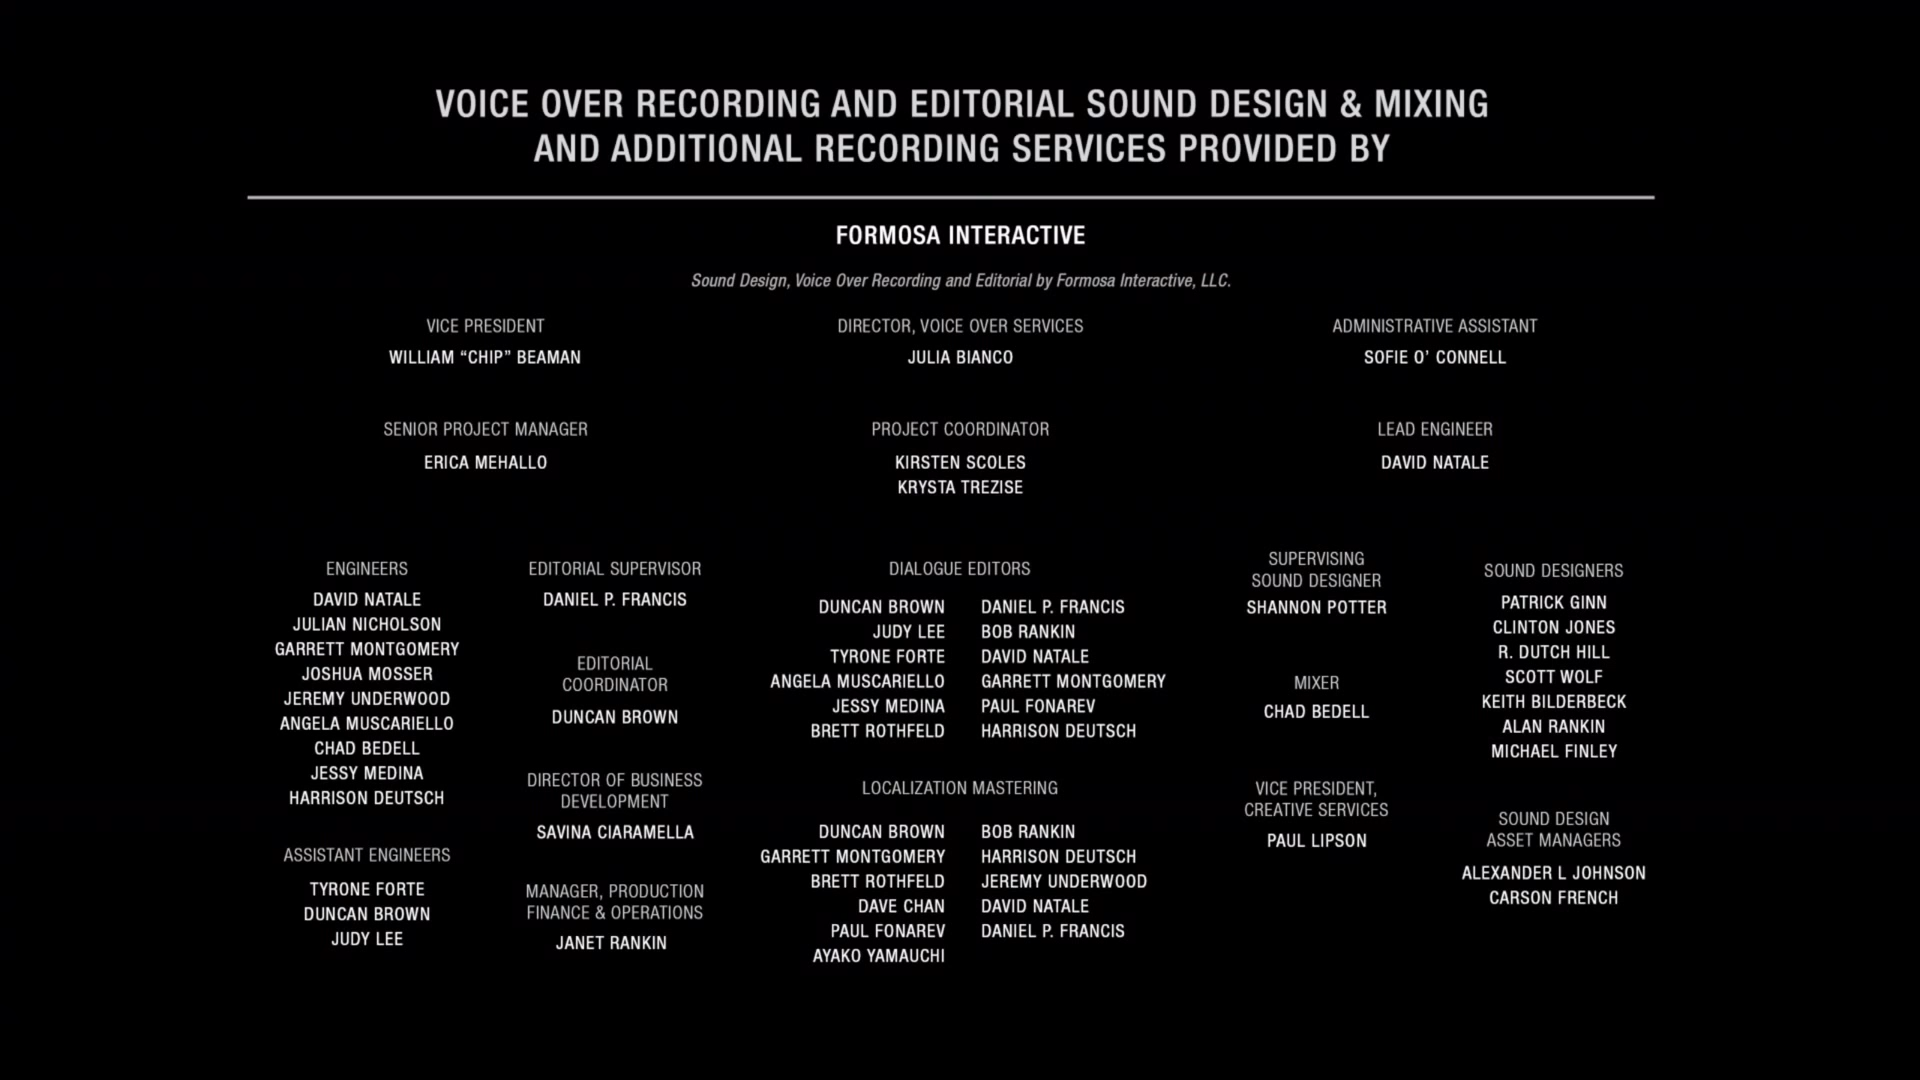 VOICE OVER RECORDING AND EDITORIAL SOUND DESIGN & MIXING
AND ADDITIONAL RECORDING SERVICES PROVIDED BY
FORMOSA INTERACTIVE
Sound Design, Voice Over Recording and Editorial by Formosa Interactive, LLC.
VICE PRESIDENT
WILLIAM “CHIP” BEAMAN
DIRECTOR, VOICE OVER SERVICES
JULIA BIANCO
ADMINISTRATIVE ASSISTANT
SOFIE O’ CONNELL
SENIOR PROJECT MANAGER
ERICA MEHALLO
PROJECT COORDINATOR
KIRSTEN SCOLES
KRYSTA TREZISE
LEAD ENGINEER
DAVID NATALE
ENGINEERS
DAVID NATALE
JULIAN NICHOLSON
GARRETT MONTGOMERY
JOSHUA MOSSER
JEREMY UNDERWOOD
ANGELA MUSCARIELLO
CHAD BEDELL
JESSY MEDINA
HARRISON DEUTSCH
ASSISTANT ENGINEERS
TYRONE FORTE
DUNCAN BROWN
JUDY LEE
EDITORIAL SUPERVISOR
DANIEL P. FRANCIS
EDITORIAL
COORDINATOR
DUNCAN BROWN
DIRECTOR OF BUSINESS
DEVELOPMENT
SAVINA CIARAMELLA
MANAGER, PRODUCTION
FINANCE & OPERATIONS
JANET RANKIN
DIALOGUE EDITORS
DUNCAN BROWN DANIEL P. FRANCIS
JUDY LEE BOB RANKIN
TYRONE FORTE DAVID NATALE
ANGELA MUSCARIELLO GARRETT MONTGOMERY
JESSY MEDINA PAUL FONAREV
BRETT ROTHFELD HARRISON DEUTSCH
LOCALIZATION MASTERING
DUNCAN BROWN BOB RANKIN
GARRETT MONTGOMERY HARRISON DEUTSCH
BRETT ROTHFELD JEREMY UNDERWOOD
DAVE CHAN DAVID NATALE
PAUL FONAREV DANIEL P. FRANCIS
AYAKO YAMAUCHI
SUPERVISING
SOUND DESIGNER
SHANNON POTTER
MIXER
CHAD BEDELL
VICE PRESIDENT,
CREATIVE SERVICES
PAUL LIPSON
SOUND DESIGNERS
PATRICK GINN
CLINTON JONES
R. DUTCH HILL
SCOTT WOLF
KEITH BILDERBECK
ALAN RANKIN
MICHAEL FINLEY
SOUND DESIGN
ASSET MANAGERS
ALEXANDER L JOHNSON
CARSON FRENCH